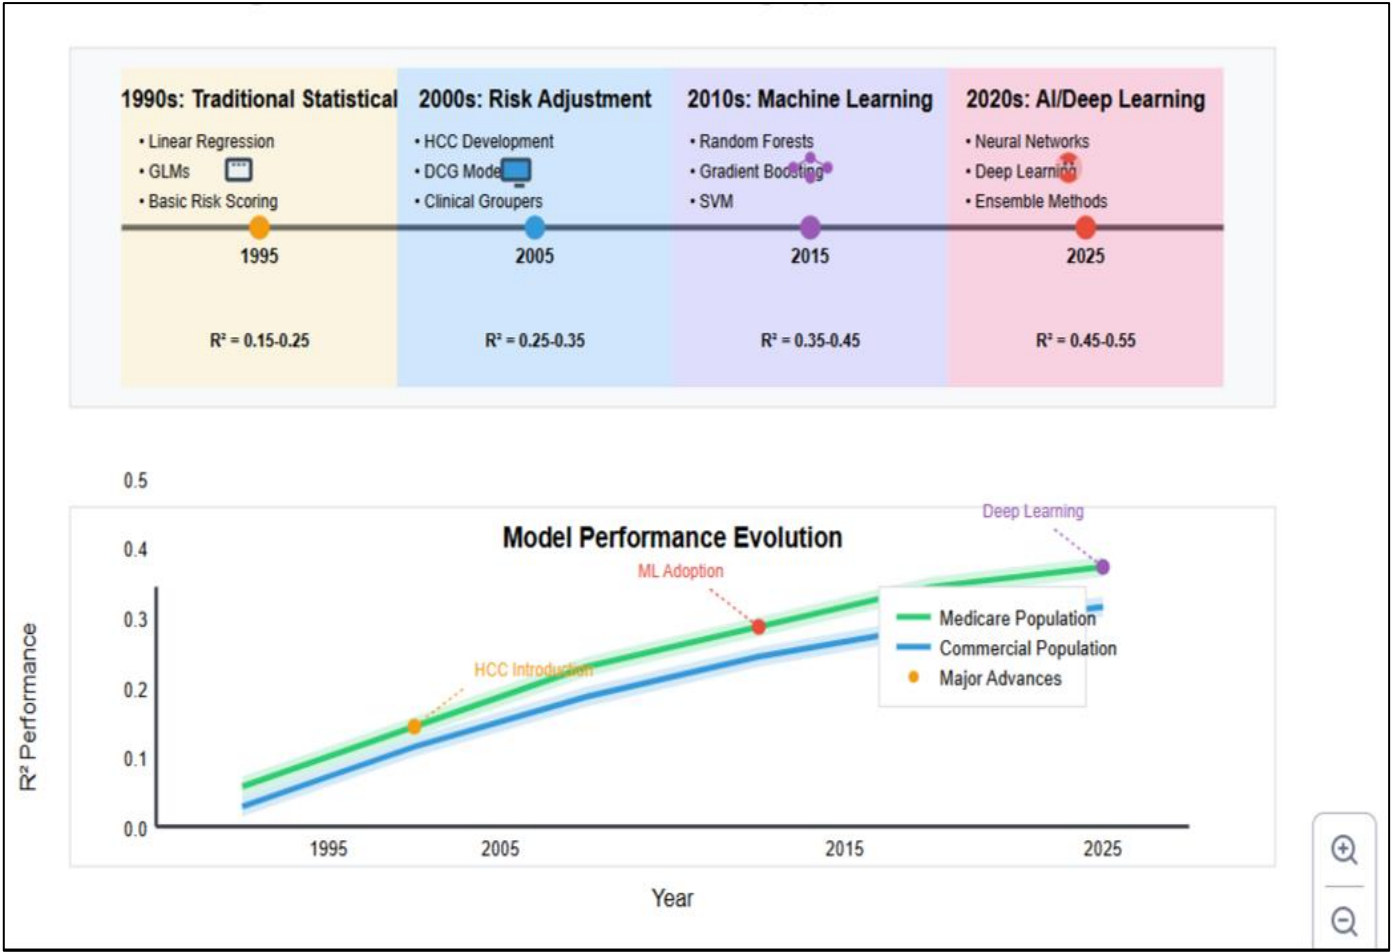 1990s: Traditional Statistical
• Linear Regression
• GLMs
• Basic Risk Scoring
1995
R² = 0.15-0.25
2000s: Risk Adjustment
• HCC Development
• DCG Mode
• Clinical Groupers
2005
R² = 0.25-0.35
2010s: Machine Learning
• Random Forests
• Gradient Boosting
• SVM
2015
R² = 0.35-0.45
2020s: AI/Deep Learning
• Neural Networks
• Deep Learning
• Ensemble Methods
2025
R² = 0.45-0.55
Model Performance Evolution
R² Performance
0.5
0.4
0.3
0.2
0.1
0.0
HCC Introduction
ML Adoption
Deep Learning
Medicare Population
Commercial Population
Major Advances
1995
2005
2015
2025
Year